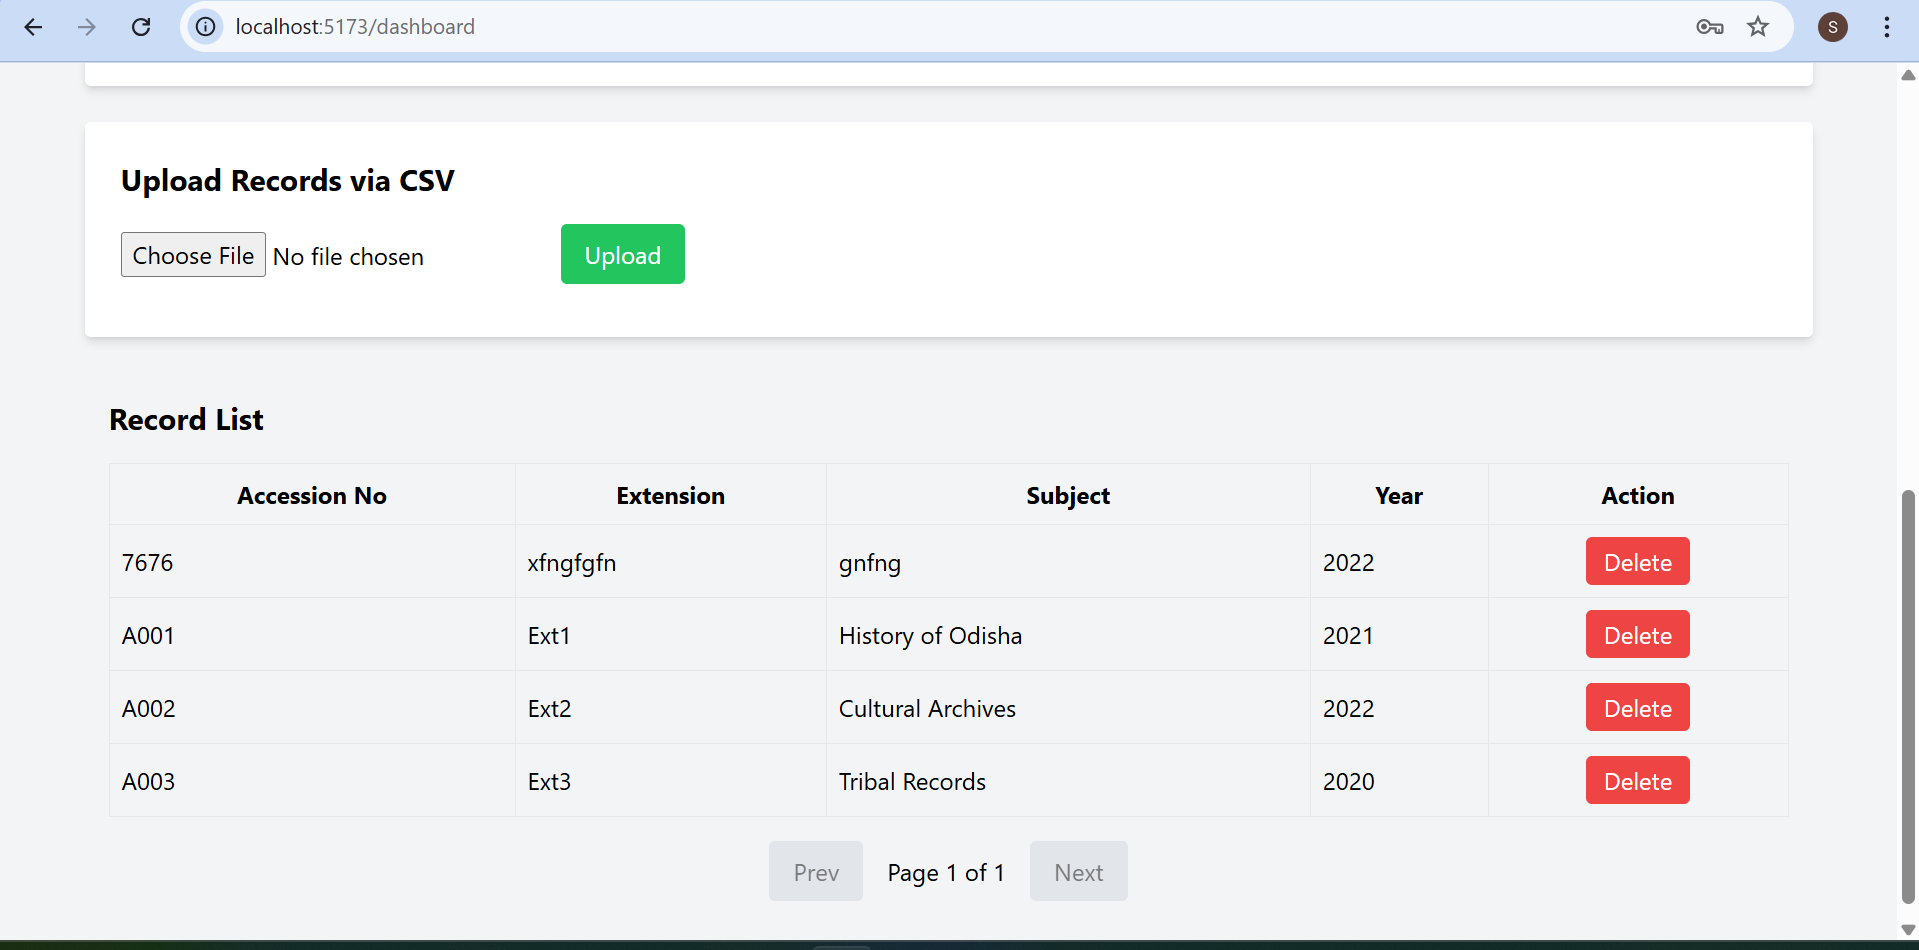 localhost:5173/dashboard
S
Upload Records via CSV
Choose File No file chosen Upload
Record List
Accession No Extension Subject Year Action
7676 xfngfgfn gnfng 2022 Delete
A001 Ext1 History of Odisha 2021 Delete
A002 Ext2 Cultural Archives 2022 Delete
A003 Ext3 Tribal Records 2020 Delete
Prev Page 1 of 1 Next